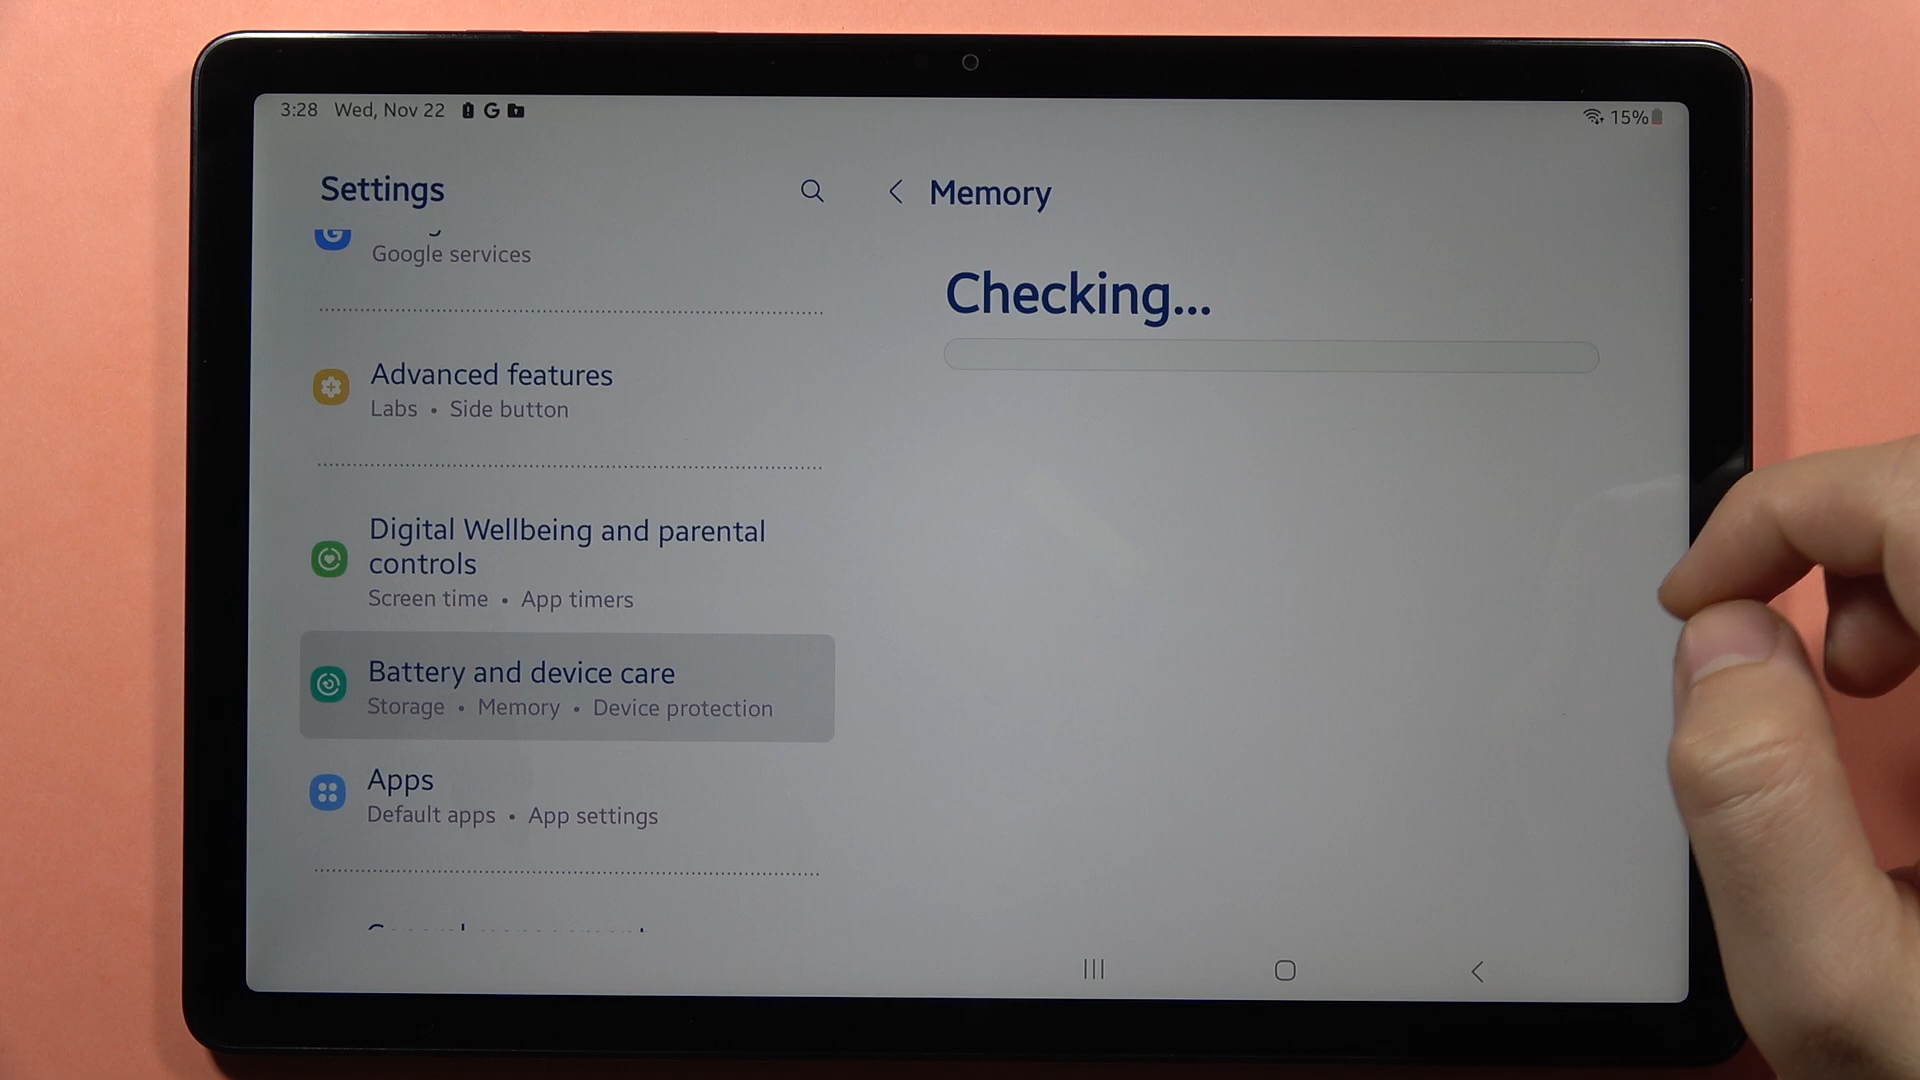 3:28 Wed, Nov 22
15%
Settings
Google services
Advanced features
Labs • Side button
Digital Wellbeing and parental
controls
Screen time • App timers
Battery and device care
Storage • Memory • Device protection
Apps
Default apps • App settings
Memory
Checking...